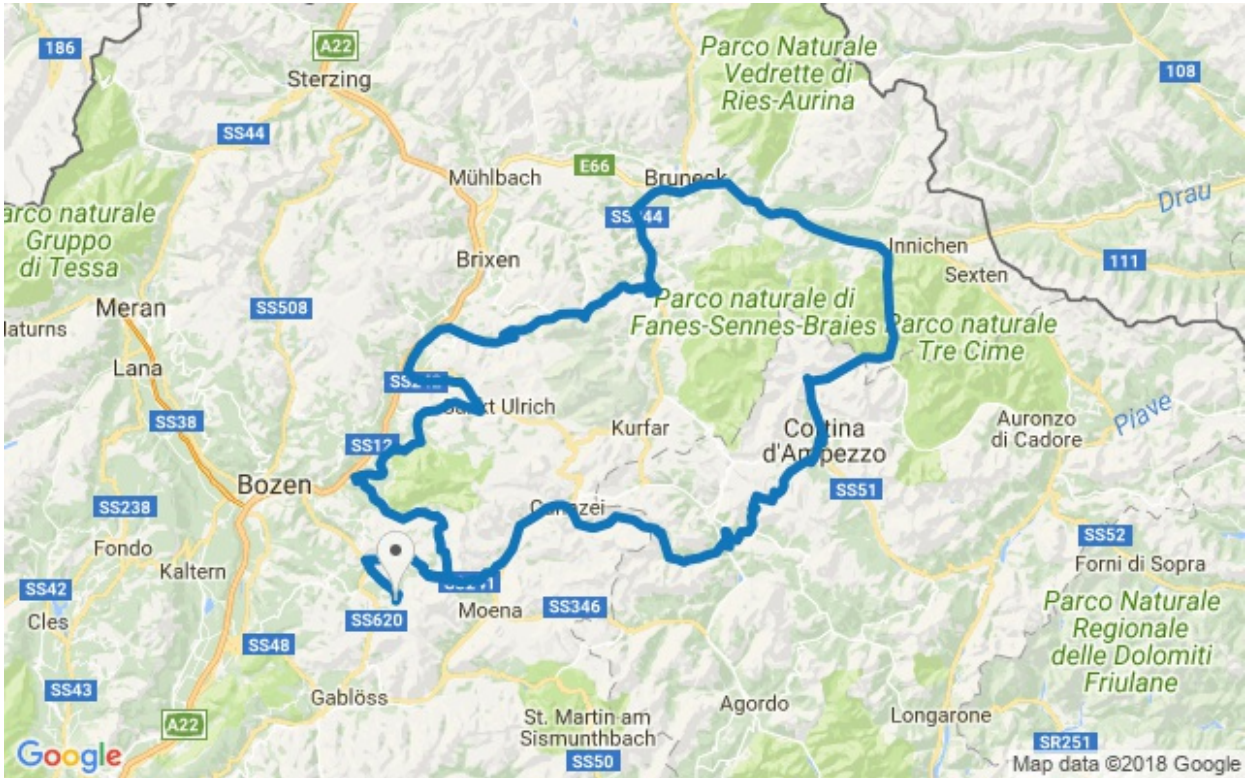 186
A22
Sterzing
Parco Naturale
Vedrette di
Ries-Aurina
108
SS44
Mühlbach
E66
Bruneck
arco naturale
Gruppo
di Tessa
Drau
Brixen
Innichen
Sexten
111
SS508
Meran
laturns
Parco naturale di
Fanes-Sennes-Braies
Parco naturale
Tre Cime
Lana
SS38
Kurfar
Auronzo
di Cadore
Piave
SS12
Cortina
d'Ampezzo
Bozen
SS51
SS238
Canazei
SS52
Fondo
Kaltern
Forni di Sopra
SS42
Cles
SS620
Moena
SS346
Parco Naturale
Regionale
delle Dolomiti
Friulane
SS48
SS43
Gablöss
Agordo
Longarone
A22
St. Martin am
Sismunthbach
SR251
SS50
Google
Map data ©2018 Google